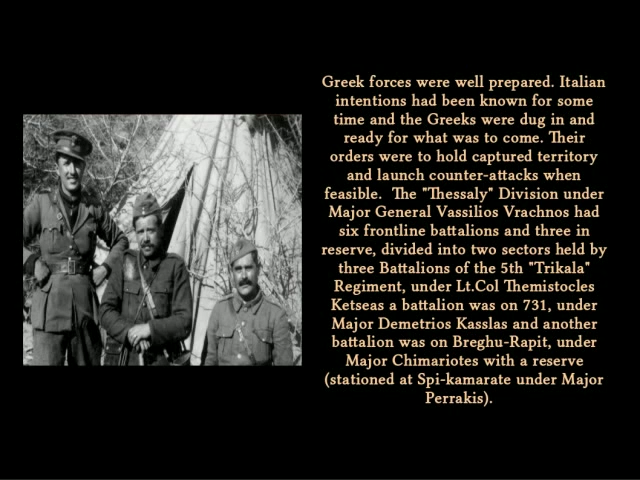 Greek forces were well prepared. Italian
intentions had been known for some
time and the Greeks were dug in and
ready for what was to come. Their
orders were to hold captured territory
and launch counter-attacks when
feasible. The "Thessaly" Division under
Major General Vassilios Vrachnos had
six frontline battalions and three in
reserve, divided into two sectors held by
three Battalions of the 5th "Trikala"
Regiment, under Lt.Col Themistocles
Ketseas a battalion was on 731, under
Major Demetrios Kasslas and another
battalion was on Breghu-Rapit, under
Major Chimariotes with a reserve
(stationed at Spi-kamarate under Major
Perrakis).